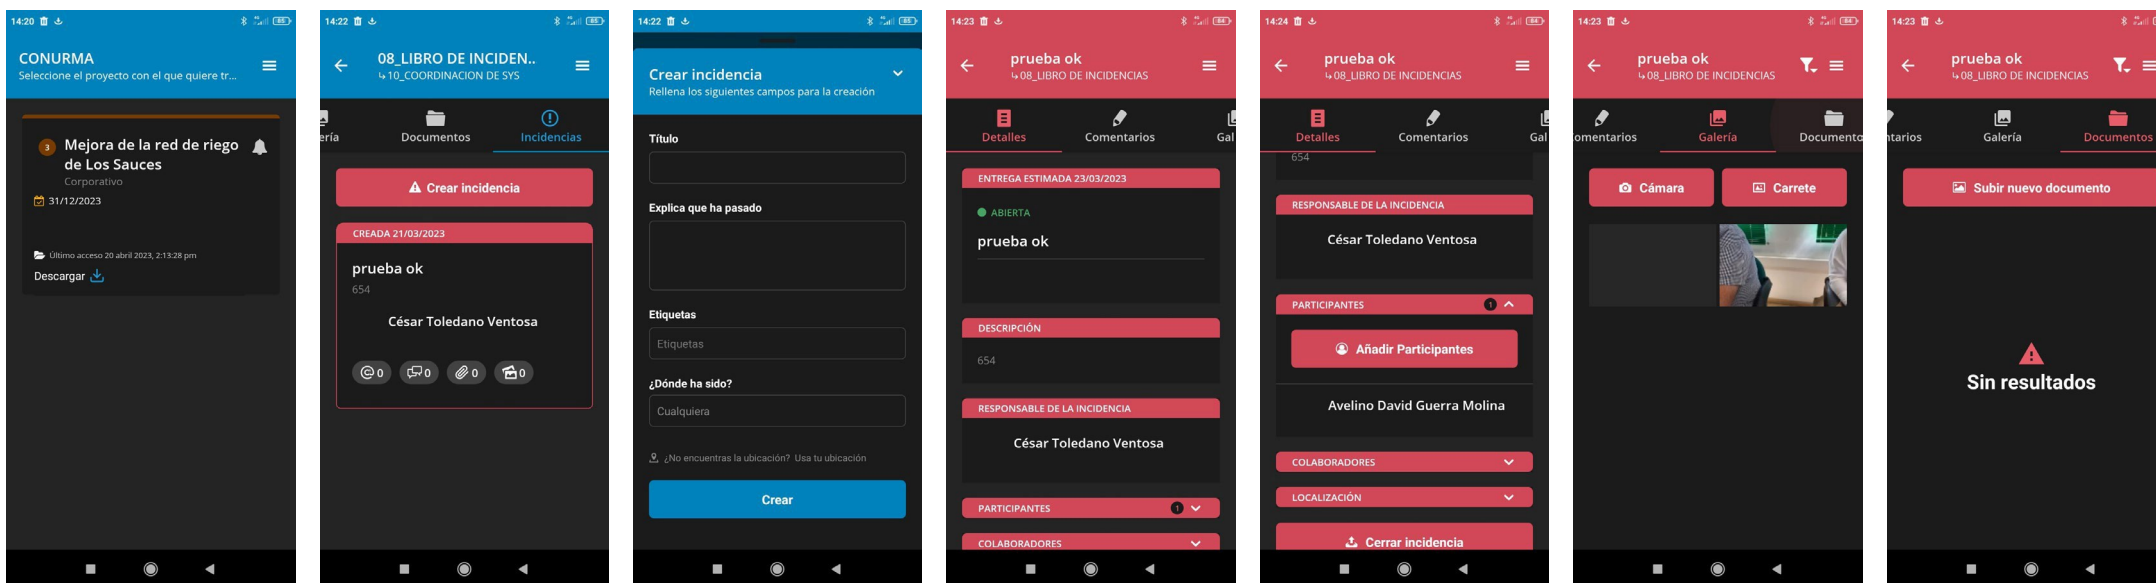 14:20
CONURMA
Seleccione el proyecto con el que quiere tr...
3
Mejora de la red de riego
de Los Sauces
Corporativo
31/12/2023
Último acceso 20 abril 2023, 2:13:28 pm
Descargar
14:22
08_LIBRO DE INCIDEN..
↳10_COORDINACION DE SYS
ería
Documentos
Incidencias
Crear incidencia
CREADA 21/03/2023
prueba ok
654
César Toledano Ventosa
0
0
0
0
14:22
Crear incidencia
Rellena los siguientes campos para la creación
Título
Explica que ha pasado
Etiquetas
Etiquetas
¿Dónde ha sido?
Cualquiera
¿No encuentras la ubicación? Usa tu ubicación
Crear
14:23
prueba ok
↳08_LIBRO DE INCIDENCIAS
Detalles
Comentarios
Gal
ENTREGA ESTIMADA 23/03/2023
ABIERTA
prueba ok
DESCRIPCIÓN
654
RESPONSABLE DE LA INCIDENCIA
César Toledano Ventosa
PARTICIPANTES
1
COLABORADORES
14:24
prueba ok
↳08_LIBRO DE INCIDENCIAS
Detalles
Comentarios
Gal
654
RESPONSABLE DE LA INCIDENCIA
César Toledano Ventosa
PARTICIPANTES
1
Añadir Participantes
Avelino David Guerra Molina
COLABORADORES
LOCALIZACIÓN
Cerrar incidencia
14:23
prueba ok
↳08_LIBRO DE INCIDENCIAS
omentarios
Galería
Documento
Cámara
Carrete
14:23
prueba ok
↳08_LIBRO DE INCIDENCIAS
ntarios
Galería
Documentos
Subir nuevo documento
Sin resultados